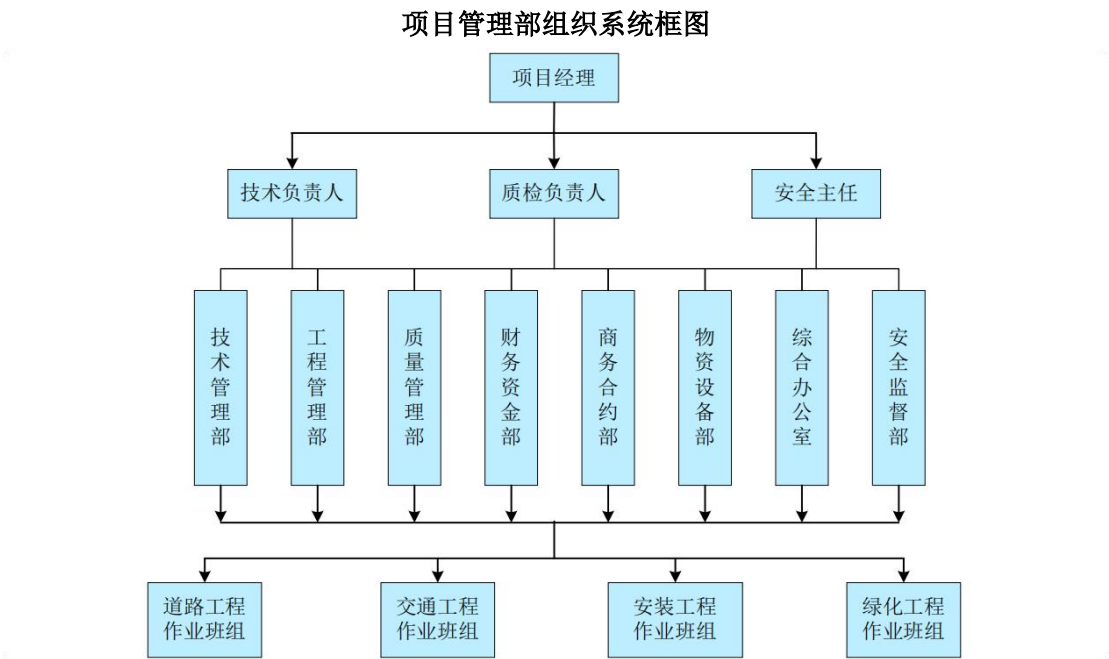 项目管理部组织系统框图
项目经理
技术负责人
质检负责人
安全主任
技术管理部
工程管理部
质量管理部
财务资金部
商务合约部
物资设备部
综合办公室
安全监督部
道路工程
作业班组
交通工程
作业班组
安装工程
作业班组
绿化工程
作业班组